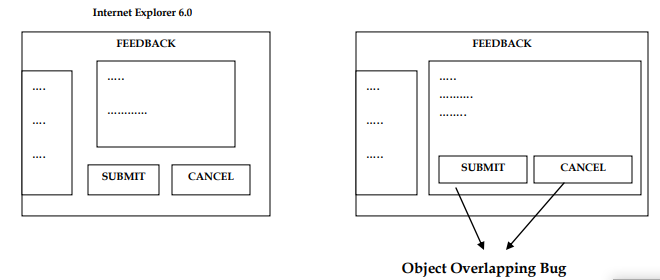 Internet Explorer 6.0
FEEDBACK
....
....
....
.....
............
SUBMIT
CANCEL
FEEDBACK
....
.....
.....
.....
..........
........
SUBMIT
CANCEL
Object Overlapping Bug